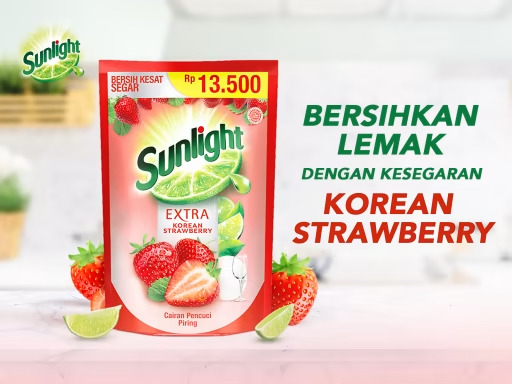 Sunlight
BERSIH KESAT
SEGAR
Rp 13.500
Sunlight
EXTRA
KOREAN
STRAWBERRY
Cairan Pencuci
Piring
BERSIHKAN
LEMAK
DENGAN KESEGARAN
KOREAN
STRAWBERRY